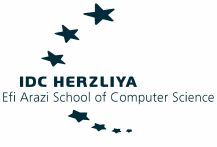 IDC HERZLIYA
Efi Arazi School of Computer Science